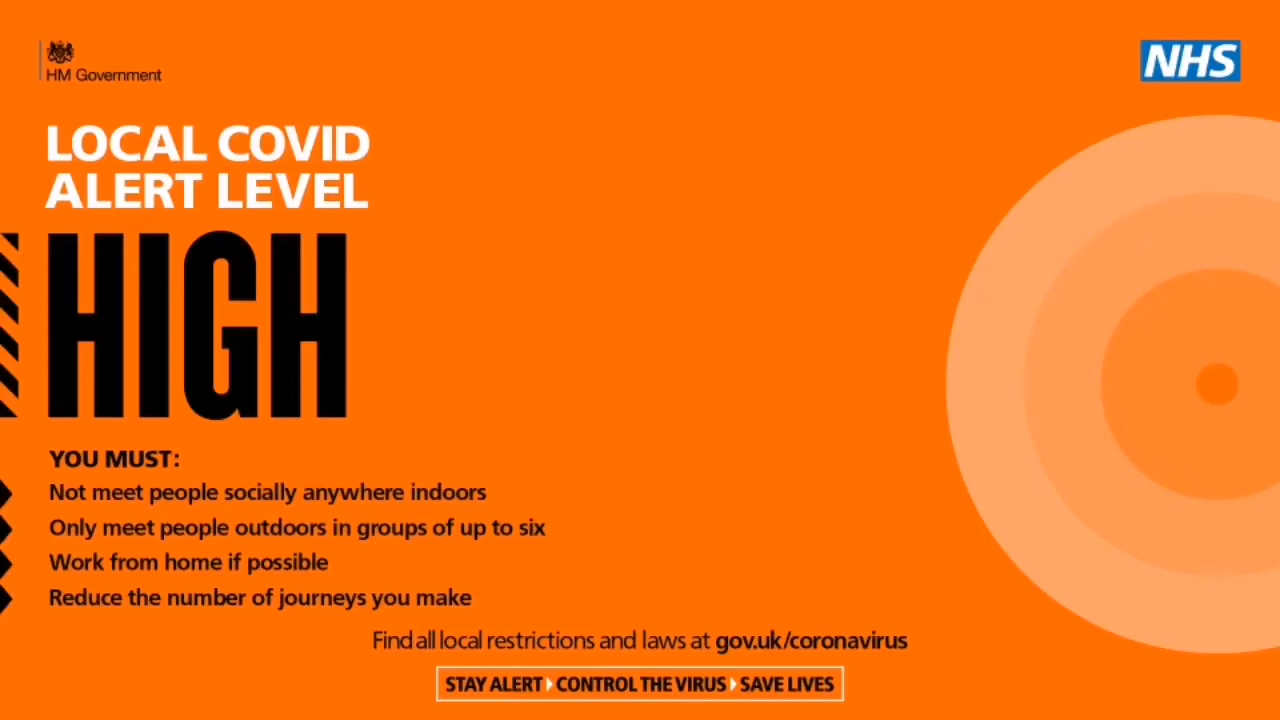 HM Government
NHS
LOCAL COVID
ALERT LEVEL
HIGH
YOU MUST:
Not meet people socially anywhere indoors
Only meet people outdoors in groups of up to six
Work from home if possible
Reduce the number of journeys you make
Find all local restrictions and laws at gov.uk/coronavirus
STAY ALERT CONTROL THE VIRUS SAVE LIVES